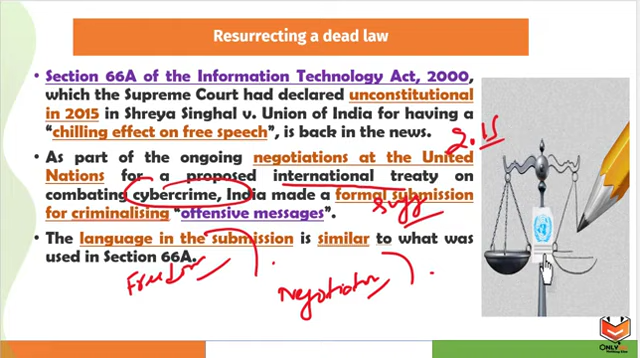 Resurrecting a dead law
• Section 66A of the Information Technology Act, 2000,
which the Supreme Court had declared unconstitutional
in 2015 in Shreya Singhal v. Union of India for having a
“chilling effect on free speech”, is back in the news.
2015
• As part of the ongoing negotiations at the United
Nations for a proposed international treaty on
combating cybercrime, India made a formal submission
for criminalising “offensive messages”.
• The language in the submission is similar to what was
used in Section 66A.
Freedom